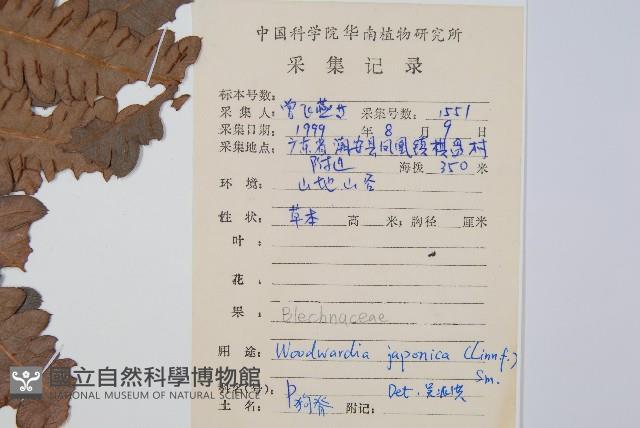 中国科学院华南植物研究所
采集记录
标本号数:
采集人: 曾飞燕 采集号数: 1551
采集日期: 1999 年 8 月 9 日
采集地点: 广东省潮安县凤凰镇棋盘村
附近 海拔 350 米
环境: 山地山谷
性状: 草本 高 米; 胸径 厘米
叶:
花:
果: Blechnaceae
用途: Woodwardia japonica (Linn.f.)
Sm.
國立自然科學博物館
NATIONAL MUSEUM OF NATURAL SCIENCE
姓名(号): Det.
土名: 狗脊 附记: